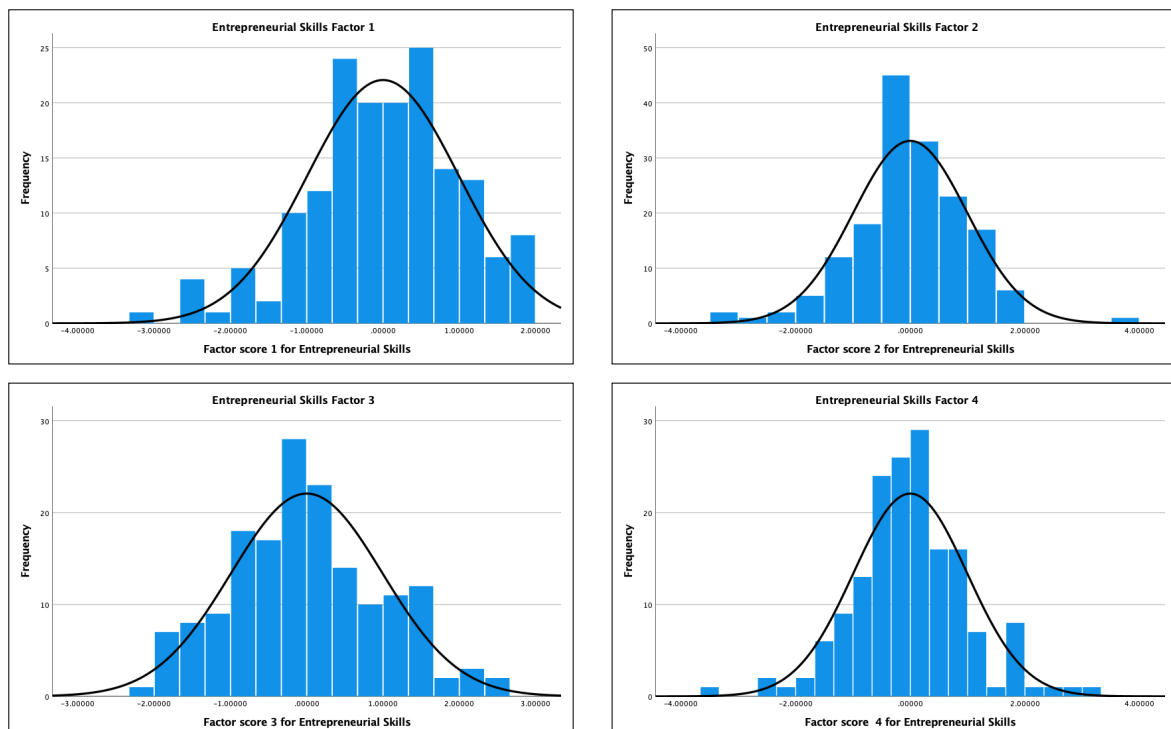 Entrepreneurial Skills Factor 1
25
20
15
10
5
0
Frequency
−4.00000 −3.00000 −2.00000 −1.00000 .00000 1.00000 2.00000
Factor score 1 for Entrepreneurial Skills
Entrepreneurial Skills Factor 2
50
40
30
20
10
0
Frequency
−4.00000 −2.00000 .00000 2.00000 4.00000
Factor score 2 for Entrepreneurial Skills
Entrepreneurial Skills Factor 3
30
20
10
0
Frequency
−3.00000 −2.00000 −1.00000 .00000 1.00000 2.00000 3.00000
Factor score 3 for Entrepreneurial Skills
Entrepreneurial Skills Factor 4
30
20
10
0
Frequency
−4.00000 −2.00000 .00000 2.00000 4.00000
Factor score 4 for Entrepreneurial Skills